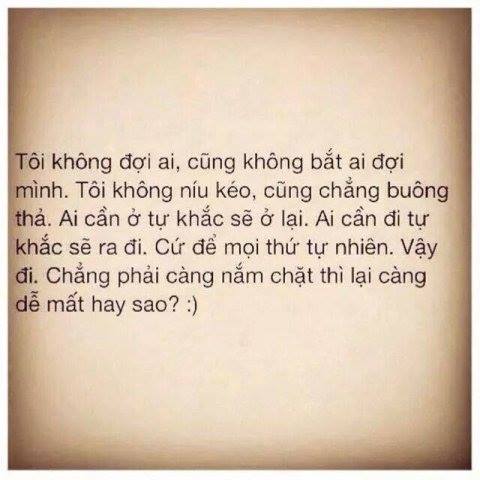 Tôi không đợi ai, cũng không bắt ai đợi
mình. Tôi không níu kéo, cũng chẳng buông
thả. Ai cần ở tự khắc sẽ ở lại. Ai cần đi tự
khắc sẽ ra đi. Cứ để mọi thứ tự nhiên. Vậy
đi. Chẳng phải càng nắm chặt thì lại càng
dễ mất hay sao? :)